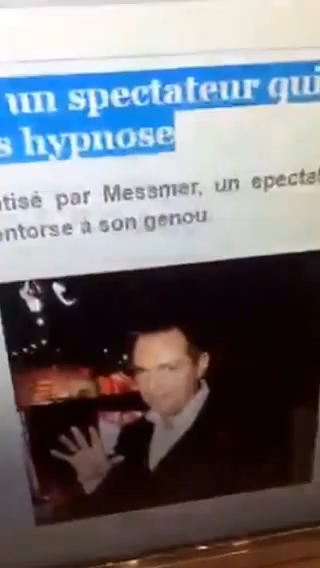 un spectateur qui
s hypnose
tisé par Messmer, un spectat
entorse à son genou.